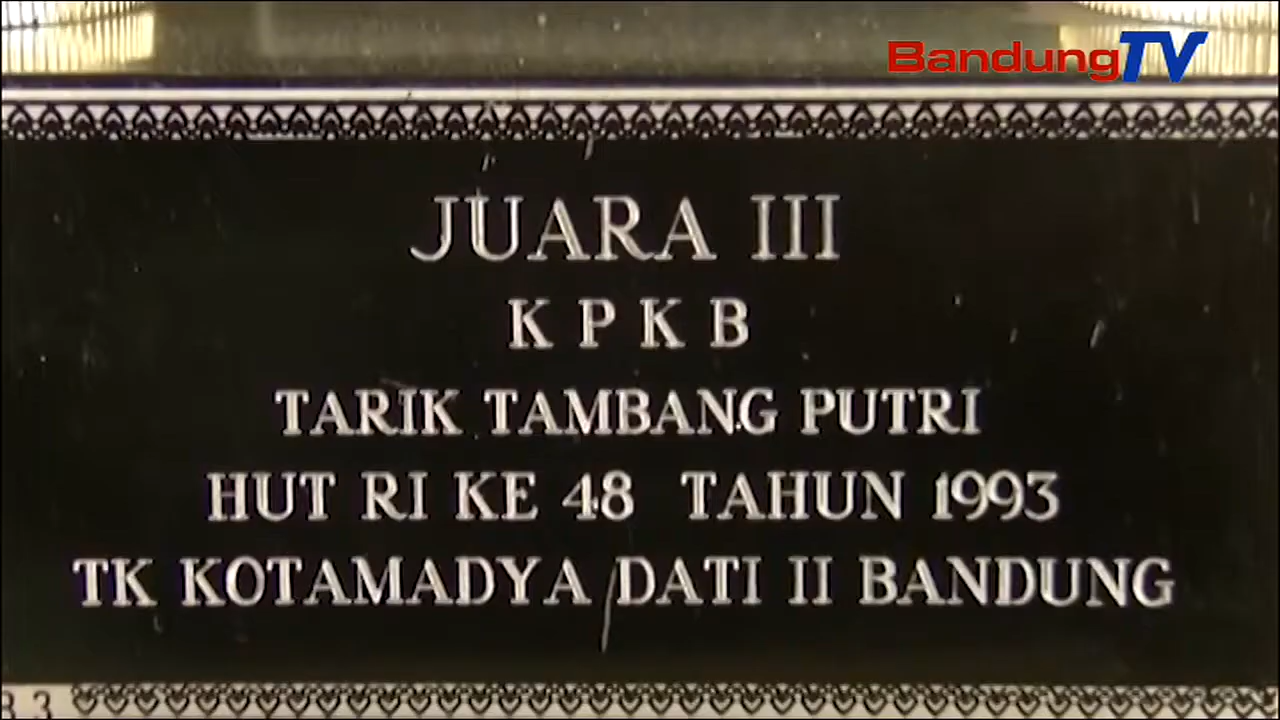 BandungTV
JUARA III
K P K B
TARIK TAMBANG PUTRI
HUT RI KE 48 TAHUN 1993
TK KOTAMADYA DATI II BANDUNG